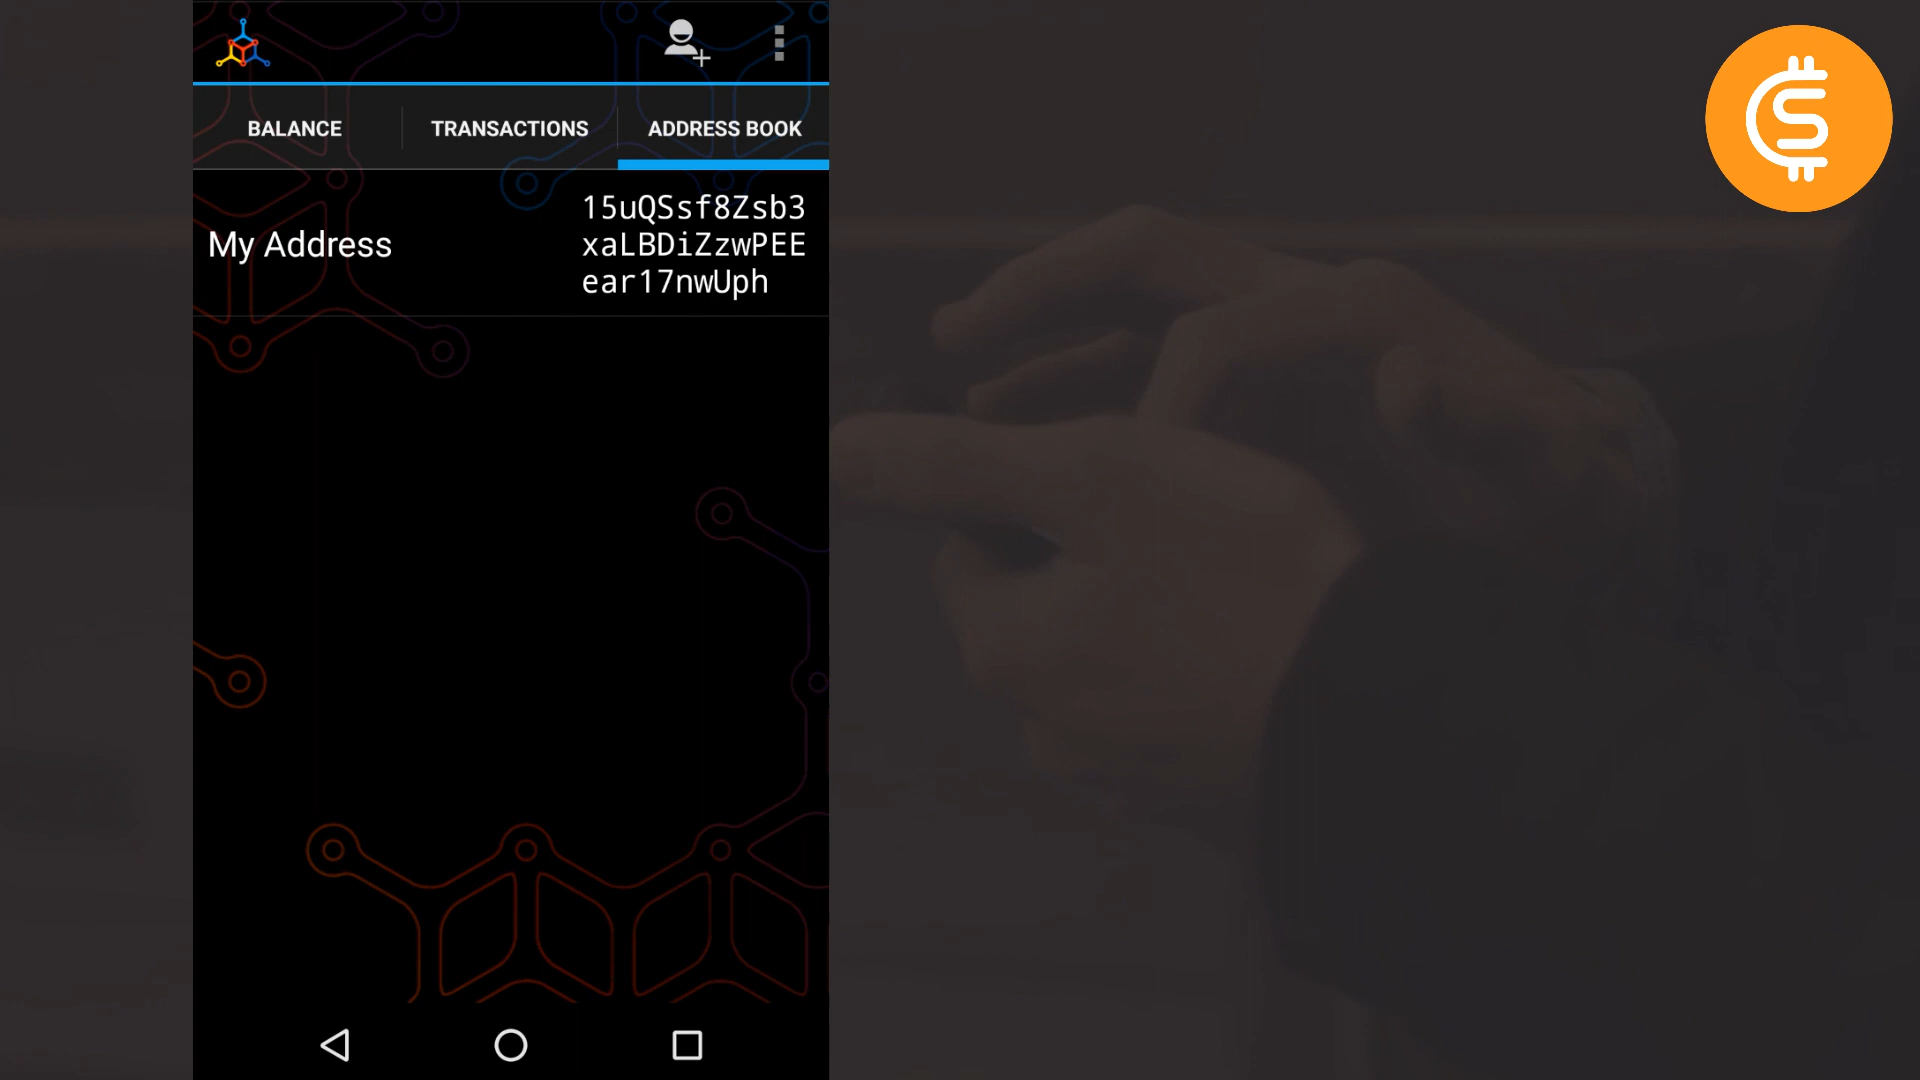 BALANCE
TRANSACTIONS
ADDRESS BOOK
My Address
15uQSsf8Zsb3
xaLBDiZzwPEE
ear17nwUph